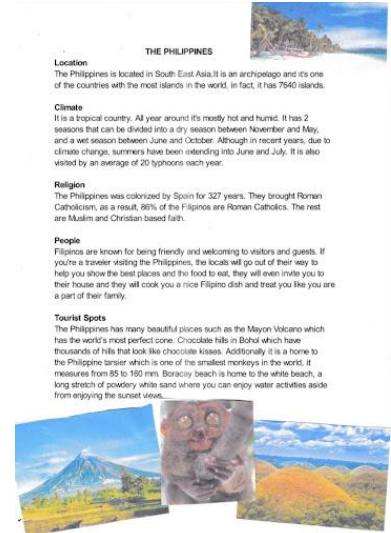 THE PHILIPPINES
Location
The Philippines is located in South East Asia.It is an archipelago and it's one
of the countries with the most islands in the world, in fact, it has 7640 islands.
Climate
It is a tropical country. All year around it's mostly hot and humid. It has 2
seasons that can be divided into a dry season between November and May,
and a wet season between June and October. Although in recent years, due to
climate change, summers have been extending into June and July. It is also
visited by an average of 20 typhoons each year.
Religion
The Philippines was colonized by Spain for 327 years. They brought Roman
Catholicism, as a result, 86% of the Filipinos are Roman Catholics. The rest
are Muslim and Christian based faith.
People
Filipinos are known for being friendly and welcoming to visitors and guests. If
you're a traveler visiting the Philippines, the locals will go out of their way to
help you show the best places and the food to eat, they will even invite you to
their house and they will cook you a nice Filipino dish and treat you like you are
a part of their family.
Tourist Spots
The Philippines has many beautiful places such as the Mayon Volcano which
has the world's most perfect cone. Chocolate hills in Bohol which have
thousands of hills that look like chocolate kisses. Additionally it is a home to
the Philippine tarsier which is one of the smallest monkeys in the world, it
measures from 85 to 160 mm. Boracay beach is home to the white beach, a
long stretch of powdery white sand where you can enjoy water activities aside
from enjoying the sunset views.